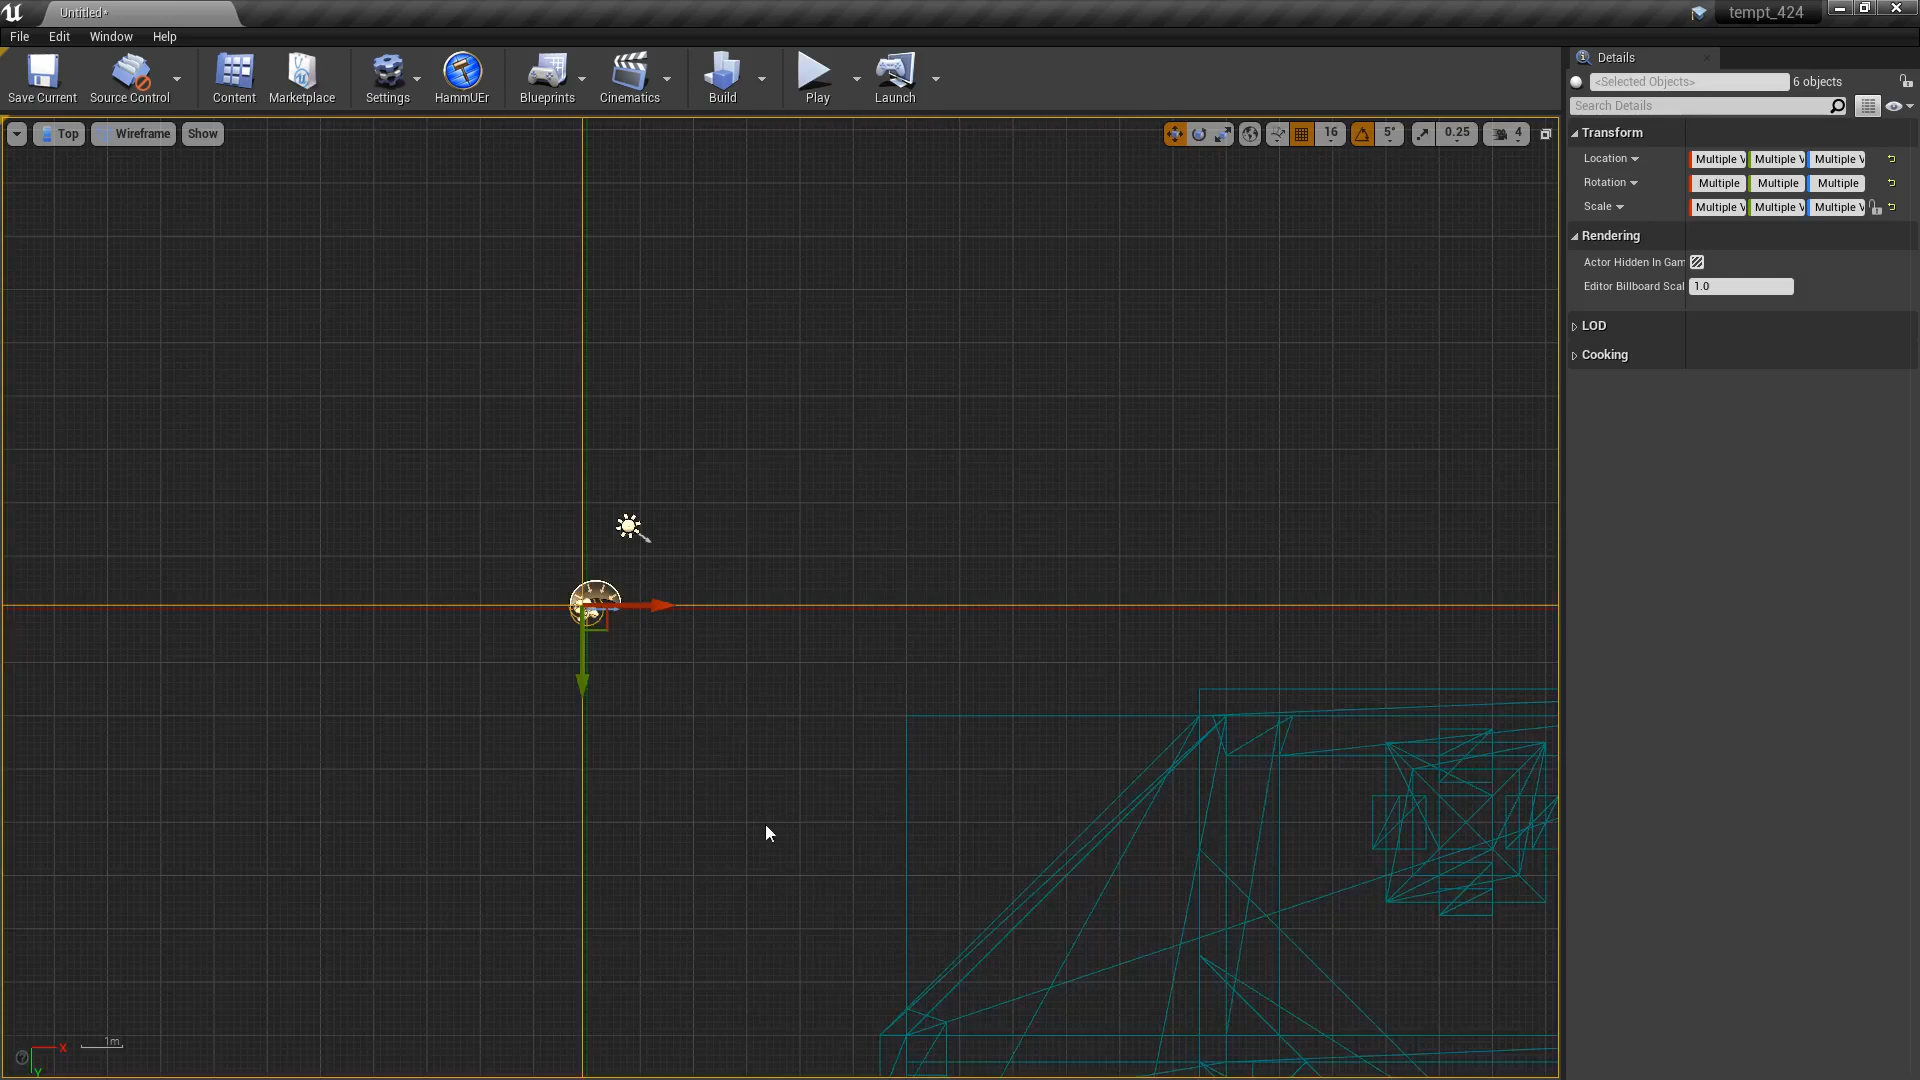 Untitled*
tempt_424
File Edit Window Help
Save Current
Source Control
Content
Marketplace
Settings
HammUEr
Blueprints
Cinematics
Build
Play
Launch
Top
Wireframe
Show
16
5°
0.25
4
X
Y
1m
Details
<Selected Objects>
6 objects
Search Details
Transform
Location
Multiple V
Multiple V
Multiple V
Rotation
Multiple
Multiple
Multiple
Scale
Multiple V
Multiple V
Multiple V
Rendering
Actor Hidden In Gam
Editor Billboard Scal
1.0
LOD
Cooking